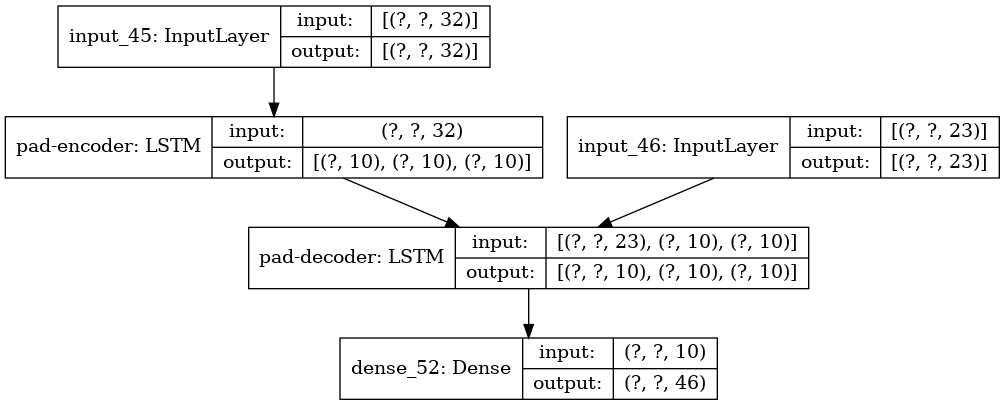 input_45: InputLayer
input: [(?, ?, 32)]
output: [(?, ?, 32)]
pad-encoder: LSTM
input: (?, ?, 32)
output: [(?, 10), (?, 10), (?, 10)]
input_46: InputLayer
input: [(?, ?, 23)]
output: [(?, ?, 23)]
pad-decoder: LSTM
input: [(?, ?, 23), (?, 10), (?, 10)]
output: [(?, ?, 10), (?, 10), (?, 10)]
dense_52: Dense
input: (?, ?, 10)
output: (?, ?, 46)